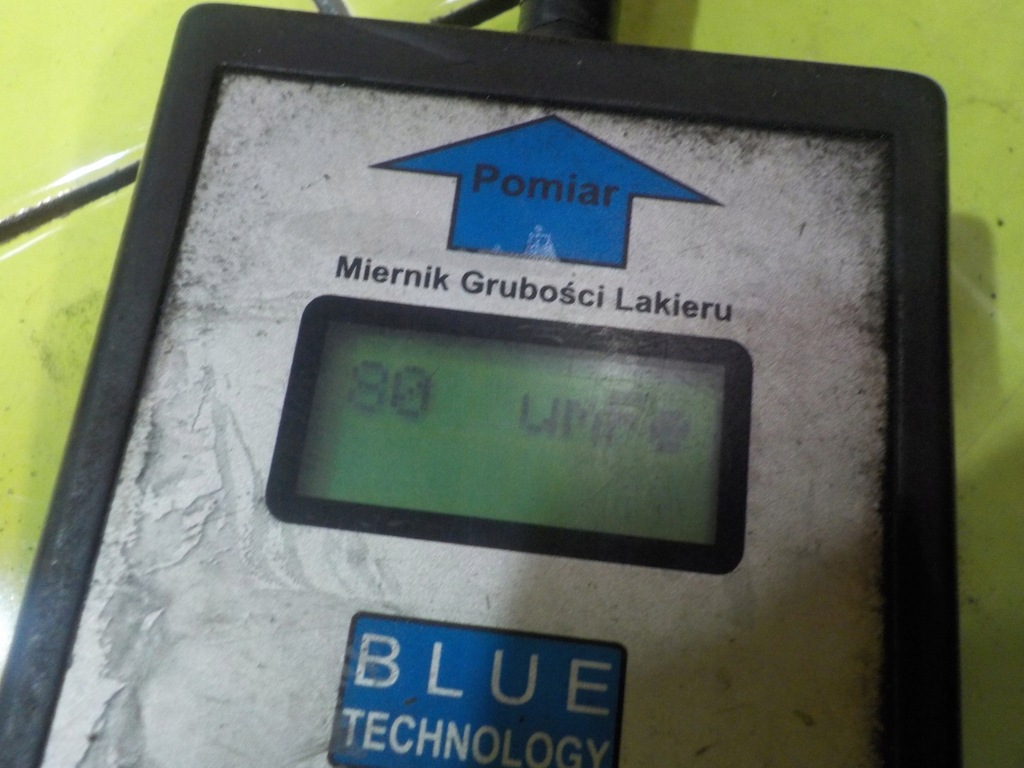 Pomiar
Miernik Grubości Lakieru
80
BLUE
TECHNOLOGY